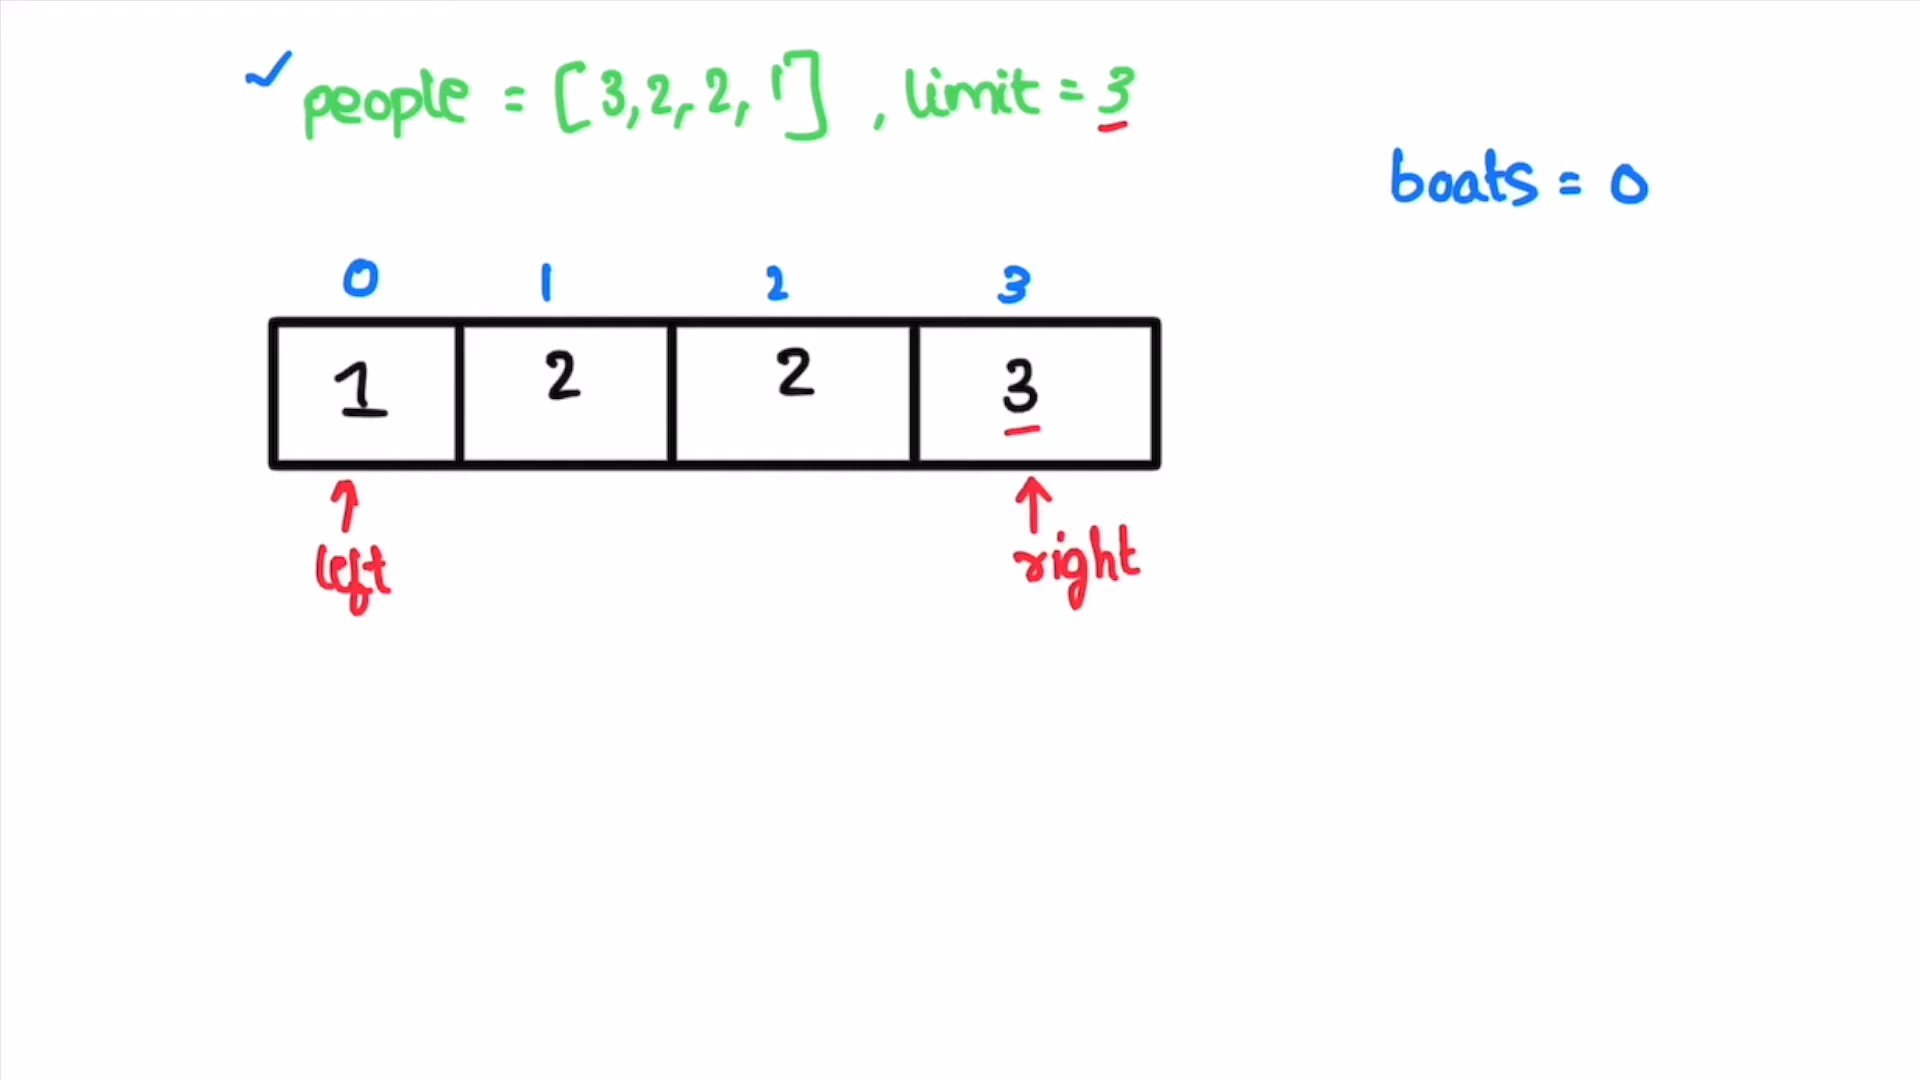 people = [3,2,2,1] , limit = 3
boats = 0
0 1 2 3
1 2 2 3
left right